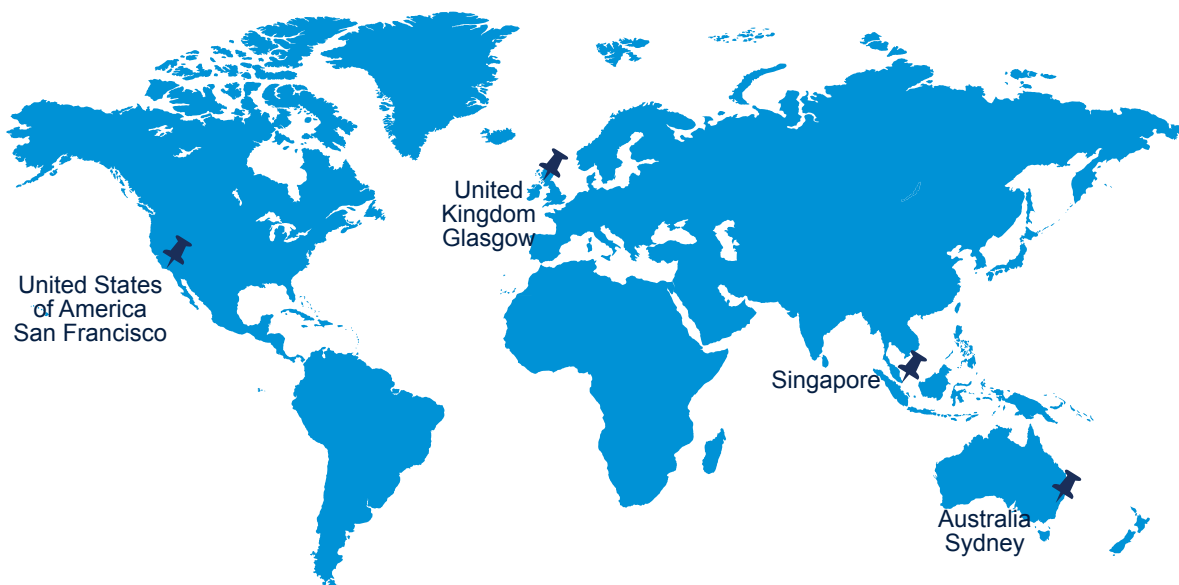 United
Kingdom
Glasgow
United States
of America
San Francisco
Singapore
Australia
Sydney